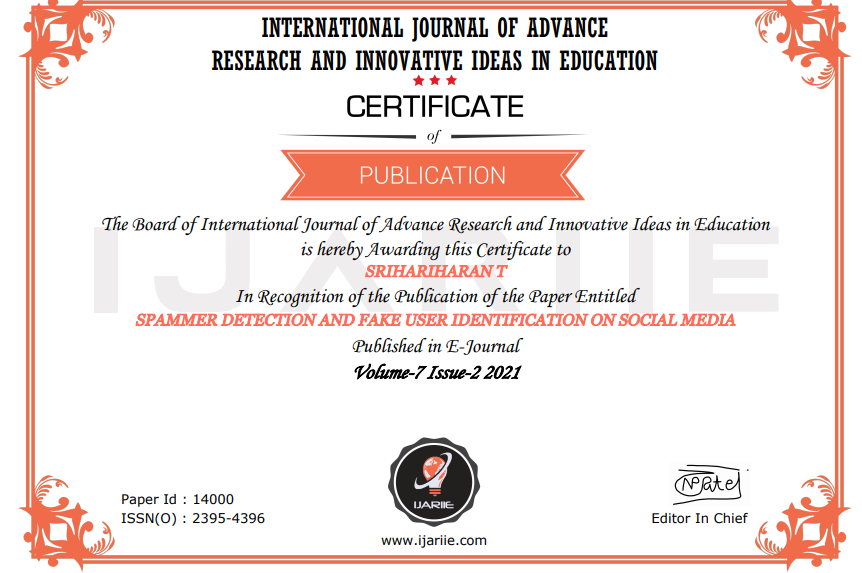 INTERNATIONAL JOURNAL OF ADVANCE
RESEARCH AND INNOVATIVE IDEAS IN EDUCATION
CERTIFICATE
of
PUBLICATION
The Board of International Journal of Advance Research and Innovative Ideas in Education
is hereby Awarding this Certificate to
SRIHARIHARAN T
In Recognition of the Publication of the Paper Entitled
SPAMMER DETECTION AND FAKE USER IDENTIFICATION ON SOCIAL MEDIA
Published in E-Journal
Volume-7 Issue-2 2021
IJARIIE
IJARIIE
Paper Id : 14000
ISSN(O) : 2395-4396
Editor In Chief
www.ijariie.com